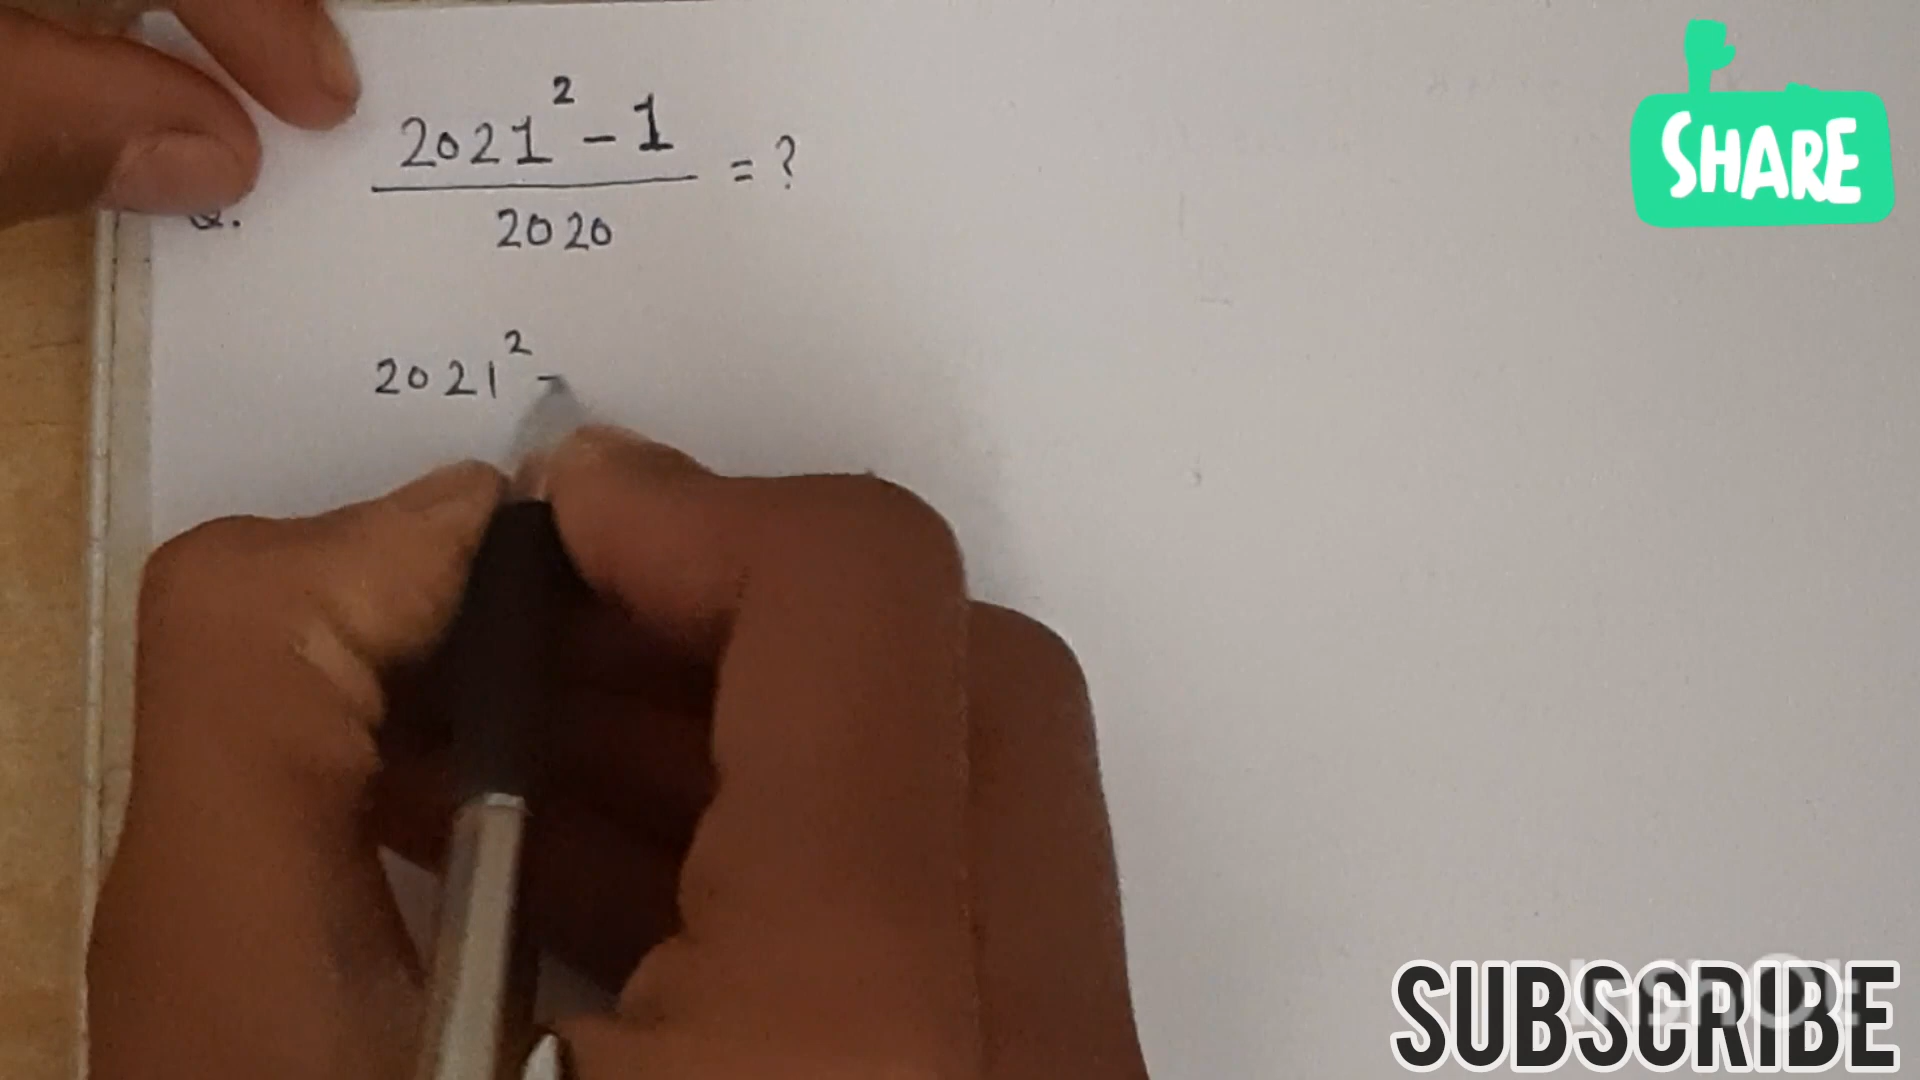 2021² - 1
= ?
2020
Q.
2021² -
SHARE
SUBSCRIBE